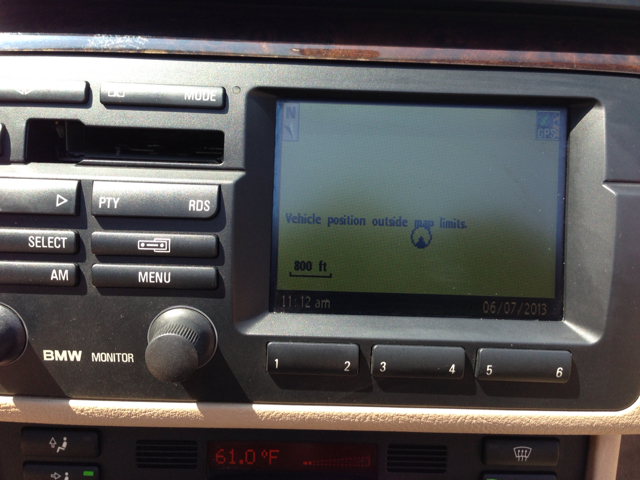 MODE
N
GPS
PTY RDS
Vehicle position outside map limits.
SELECT
800 ft
AM MENU
11:12 am 06/07/2013
BMW MONITOR
1 2 3 4 5 6
61.0°F